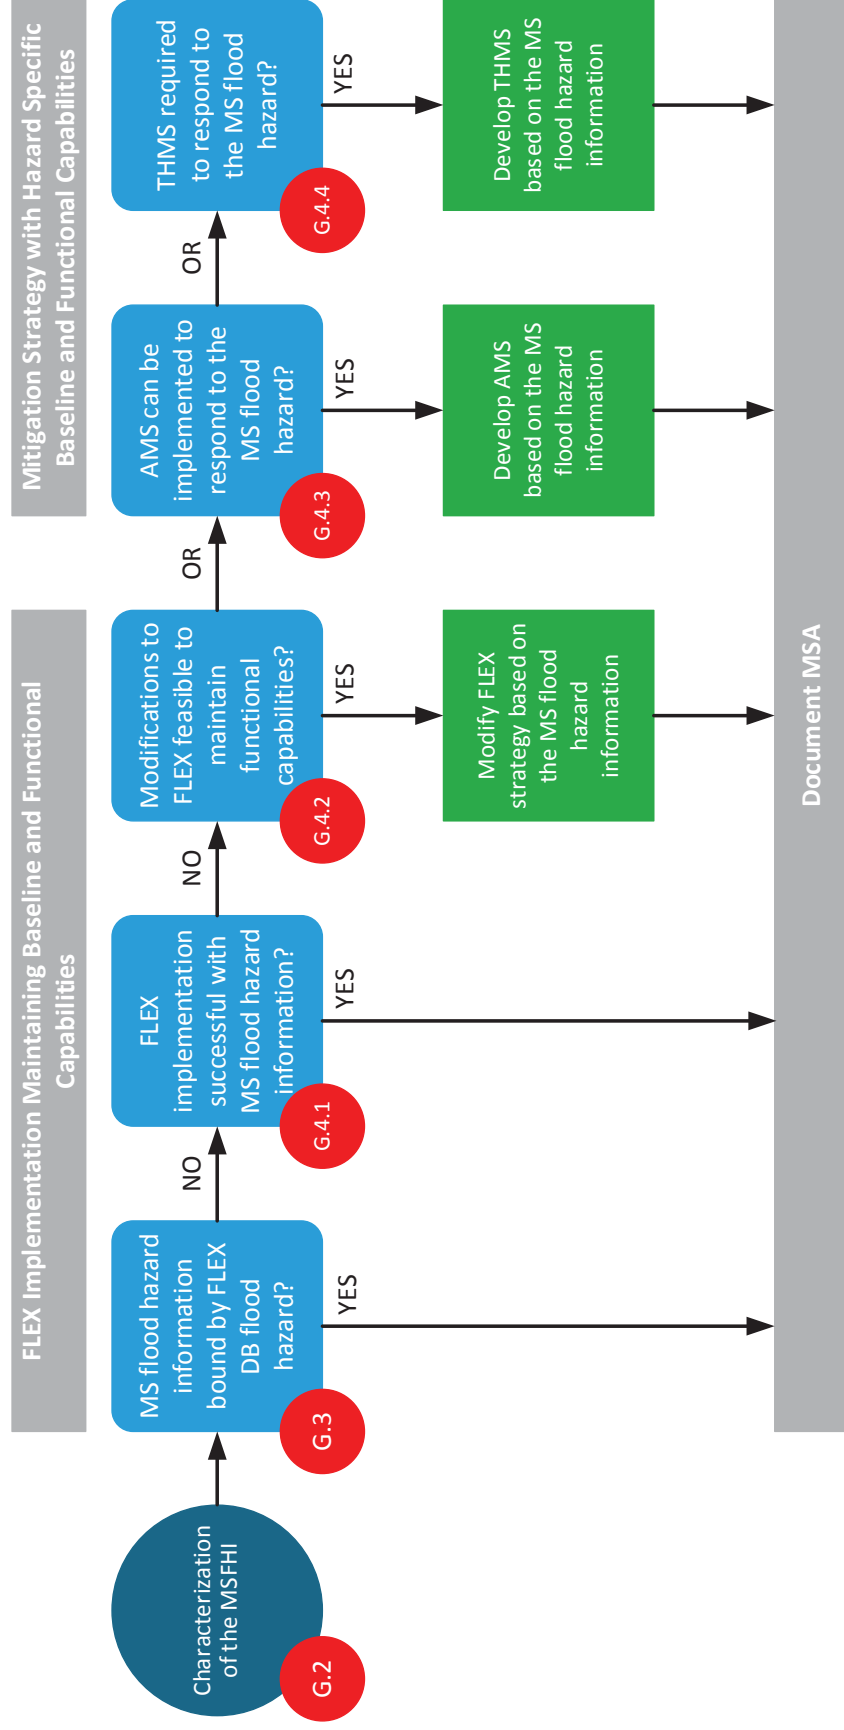 FLEX Implementation Maintaining Baseline and Functional
Capabilities
Mitigation Strategy with Hazard Specific
Baseline and Functional Capabilities
Characterization
of the MSFHI
G.2
MS flood hazard
information
bound by FLEX
DB flood
hazard?
G.3
YES
NO
FLEX
implementation
successful with
MS flood hazard
information?
G.4.1
YES
NO
Modifications to
FLEX feasible to
maintain
functional
capabilities?
G.4.2
YES
OR
AMS can be
implemented to
respond to the
MS flood
hazard?
G.4.3
YES
OR
THMS required
to respond to
the MS flood
hazard?
G.4.4
YES
Modify FLEX
strategy based on
the MS flood
hazard
information
Develop AMS
based on the MS
flood hazard
information
Develop THMS
based on the MS
flood hazard
information
Document MSA